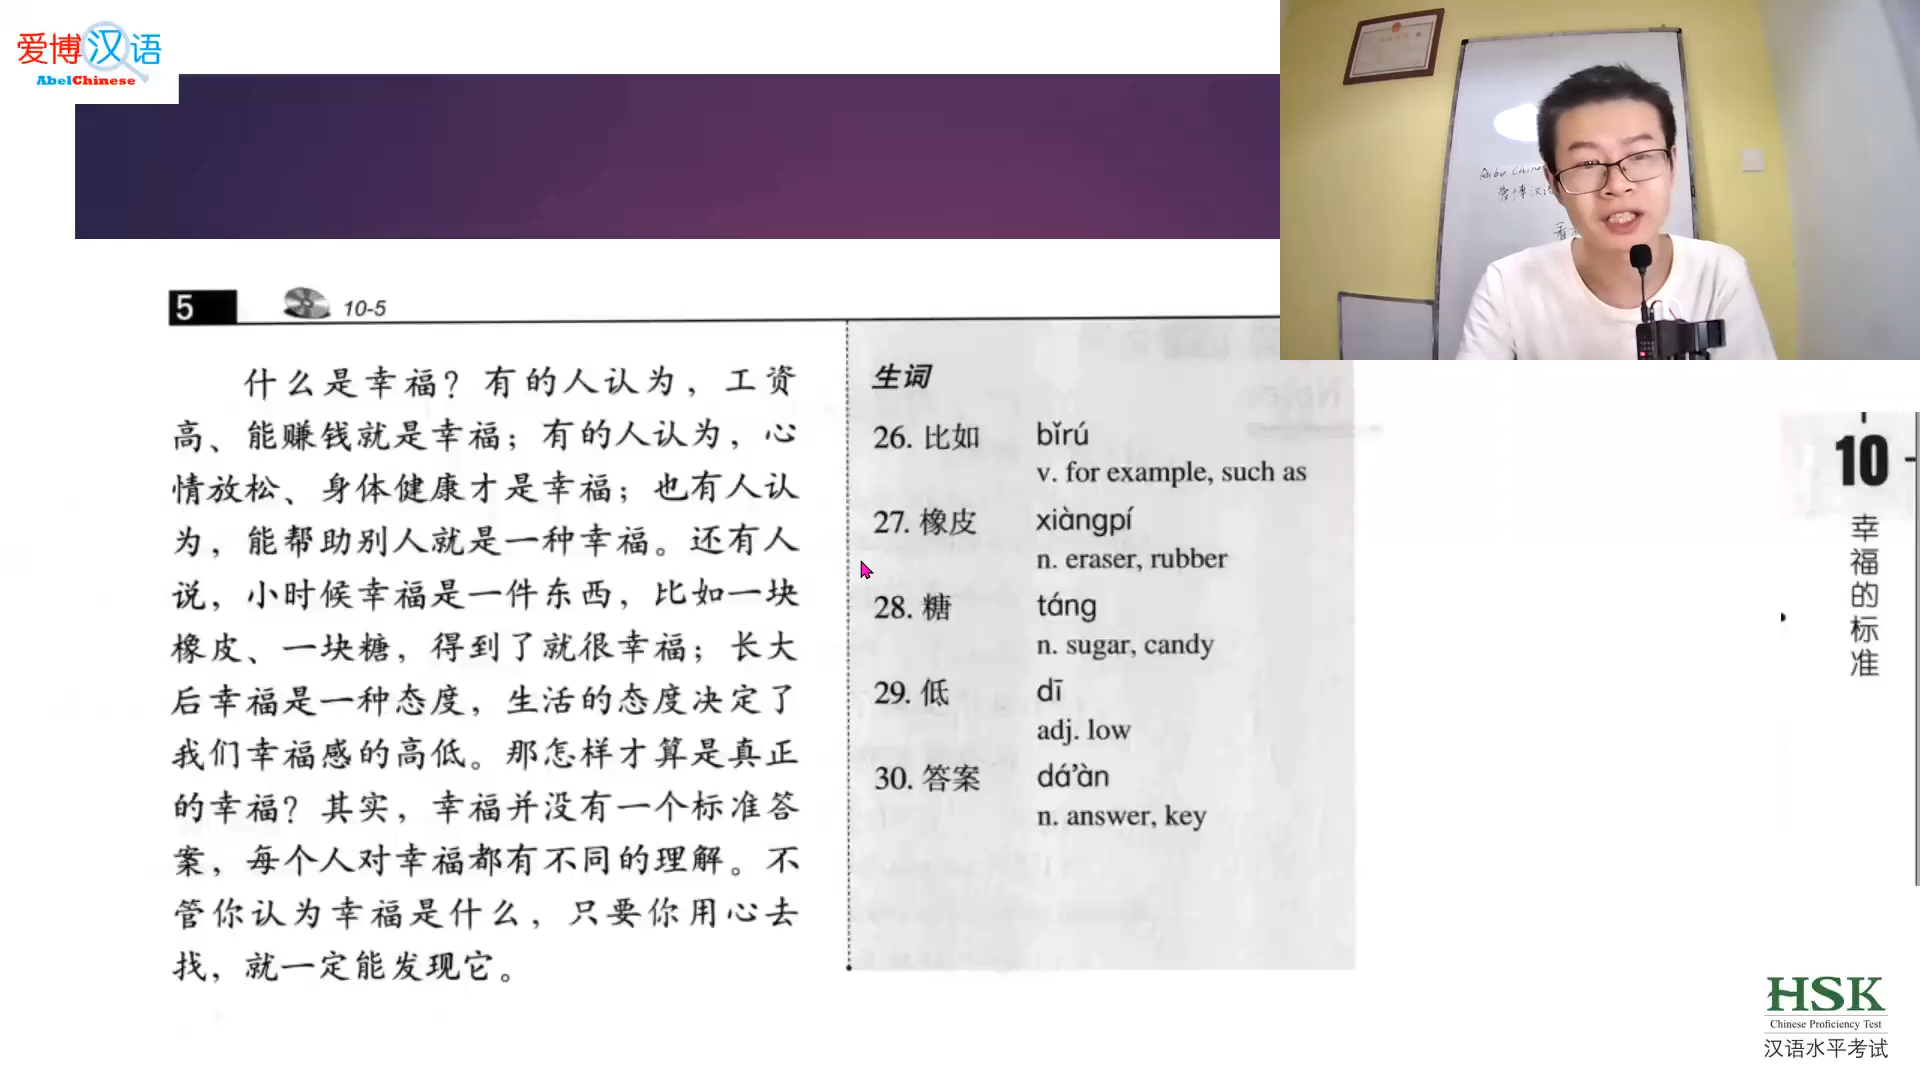 爱博汉语
AbelChinese
5
10-5
什么是幸福？有的人认为，工资
高、能赚钱就是幸福；有的人认为，心
情放松、身体健康才是幸福；也有人认
为，能帮助别人就是一种幸福。还有人
说，小时候幸福是一件东西，比如一块
橡皮、一块糖，得到了就很幸福；长大
后幸福是一种态度，生活的态度决定了
我们幸福感的高低。那怎样才算是真正
的幸福？其实，幸福并没有一个标准答
案，每个人对幸福都有不同的理解。不
管你认为幸福是什么，只要你用心去
找，就一定能发现它。
生词
26. 比如 bǐrú
v. for example, such as
27. 橡皮 xiàngpí
n. eraser, rubber
28. 糖 táng
n. sugar, candy
29. 低 dī
adj. low
30. 答案 dá’àn
n. answer, key
10
幸福的标准
HSK
Chinese Proficiency Test
汉语水平考试